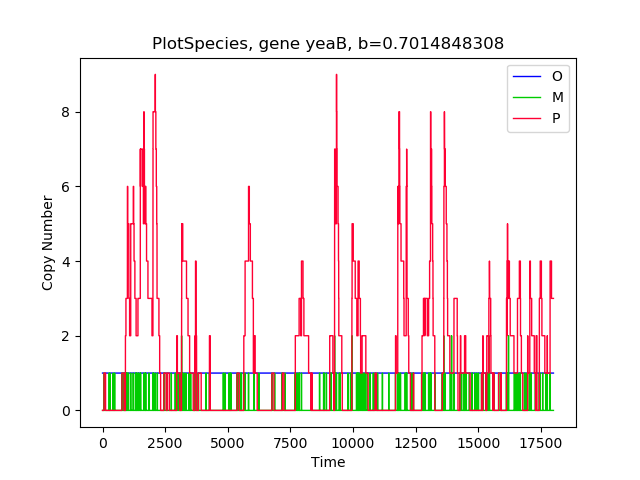 PlotSpecies, gene yeaB, b=0.7014848308
O
M
P
8
6
4
2
0
Copy Number
0 2500 5000 7500 10000 12500 15000 17500
Time